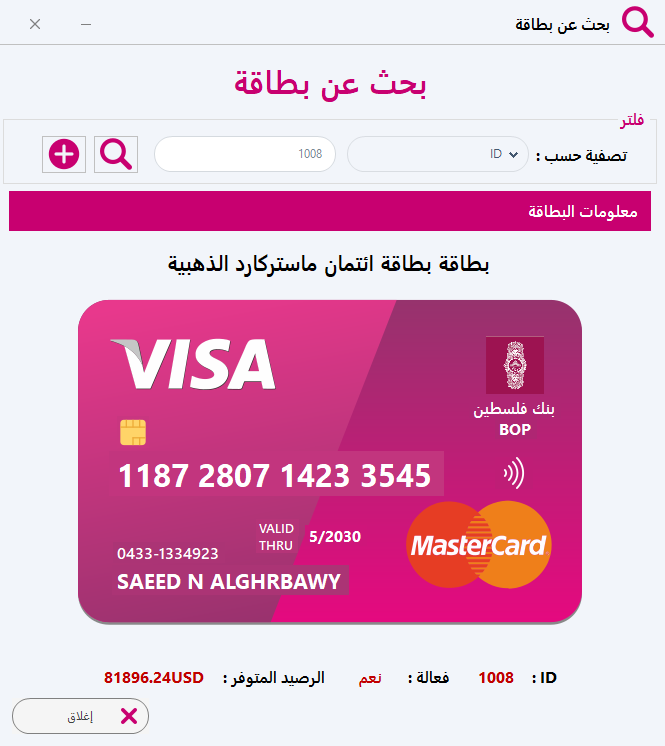 بحث عن بطاقة
بحث عن بطاقة
فلتر
تصفية حسب : ID 1008
معلومات البطاقة
بطاقة بطاقة ائتمان ماستركارد الذهبية
VISA
بنك فلسطين
BOP
1187 2807 1423 3545
VALID THRU 5/2030
0433-1334923
MasterCard
SAEED N ALGHRBAWY
ID : 1008 فعالة : نعم الرصيد المتوفر : 81896.24USD
إغلاق